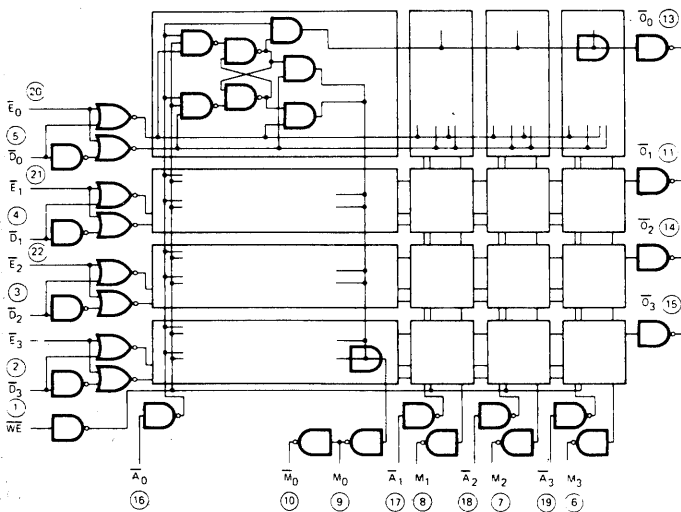 O̅0 (13)
E̅0 (20)
(5)
D̅0 (21)
O̅1 (11)
E̅1
(4)
D̅1 (22)
O̅2 (14)
E̅2
(3)
D̅2
O̅3 (15)
E̅3
(2)
D̅3
(1)
W̅E̅
A̅0 M̅0 M0 A̅1 M1 A̅2 M2 A̅3 M3
(16) (10) (9) (17) (8) (18) (7) (19) (6)